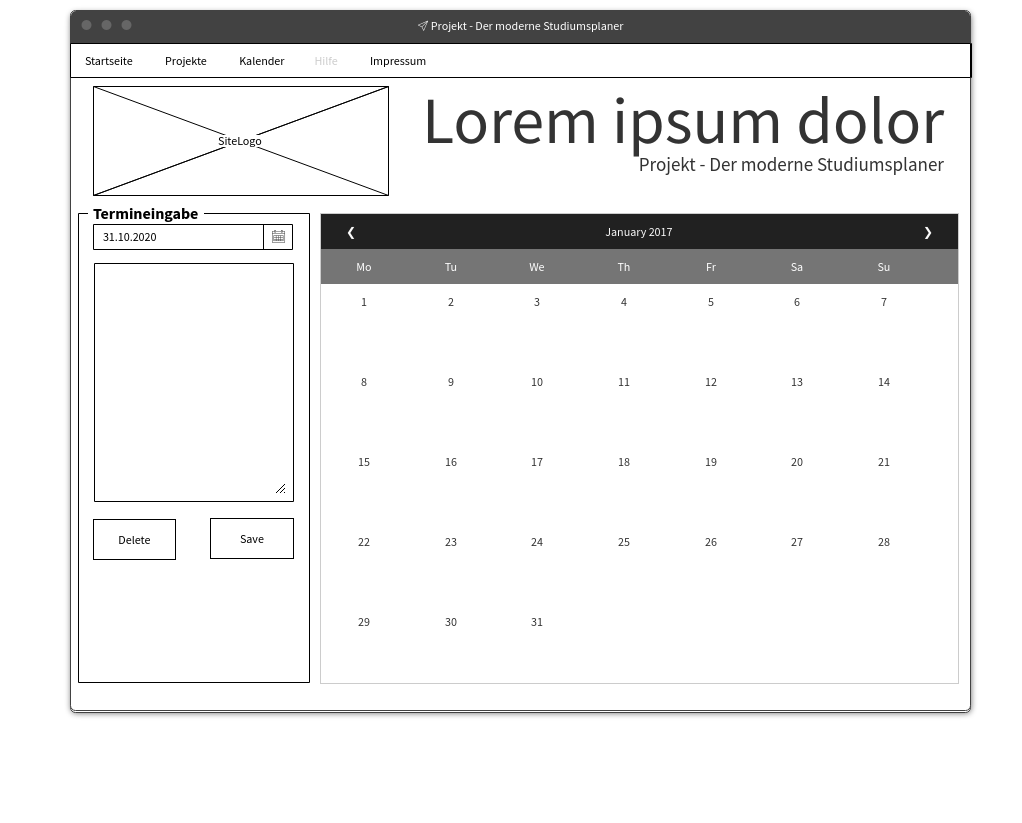 Projekt - Der moderne Studiumsplaner
Startseite Projekte Kalender Hilfe Impressum
SiteLogo
Lorem ipsum dolor
Projekt - Der moderne Studiumsplaner
Termineingabe
31.10.2020
Delete Save
❮ January 2017 ❯
Mo Tu We Th Fr Sa Su
1 2 3 4 5 6 7
8 9 10 11 12 13 14
15 16 17 18 19 20 21
22 23 24 25 26 27 28
29 30 31